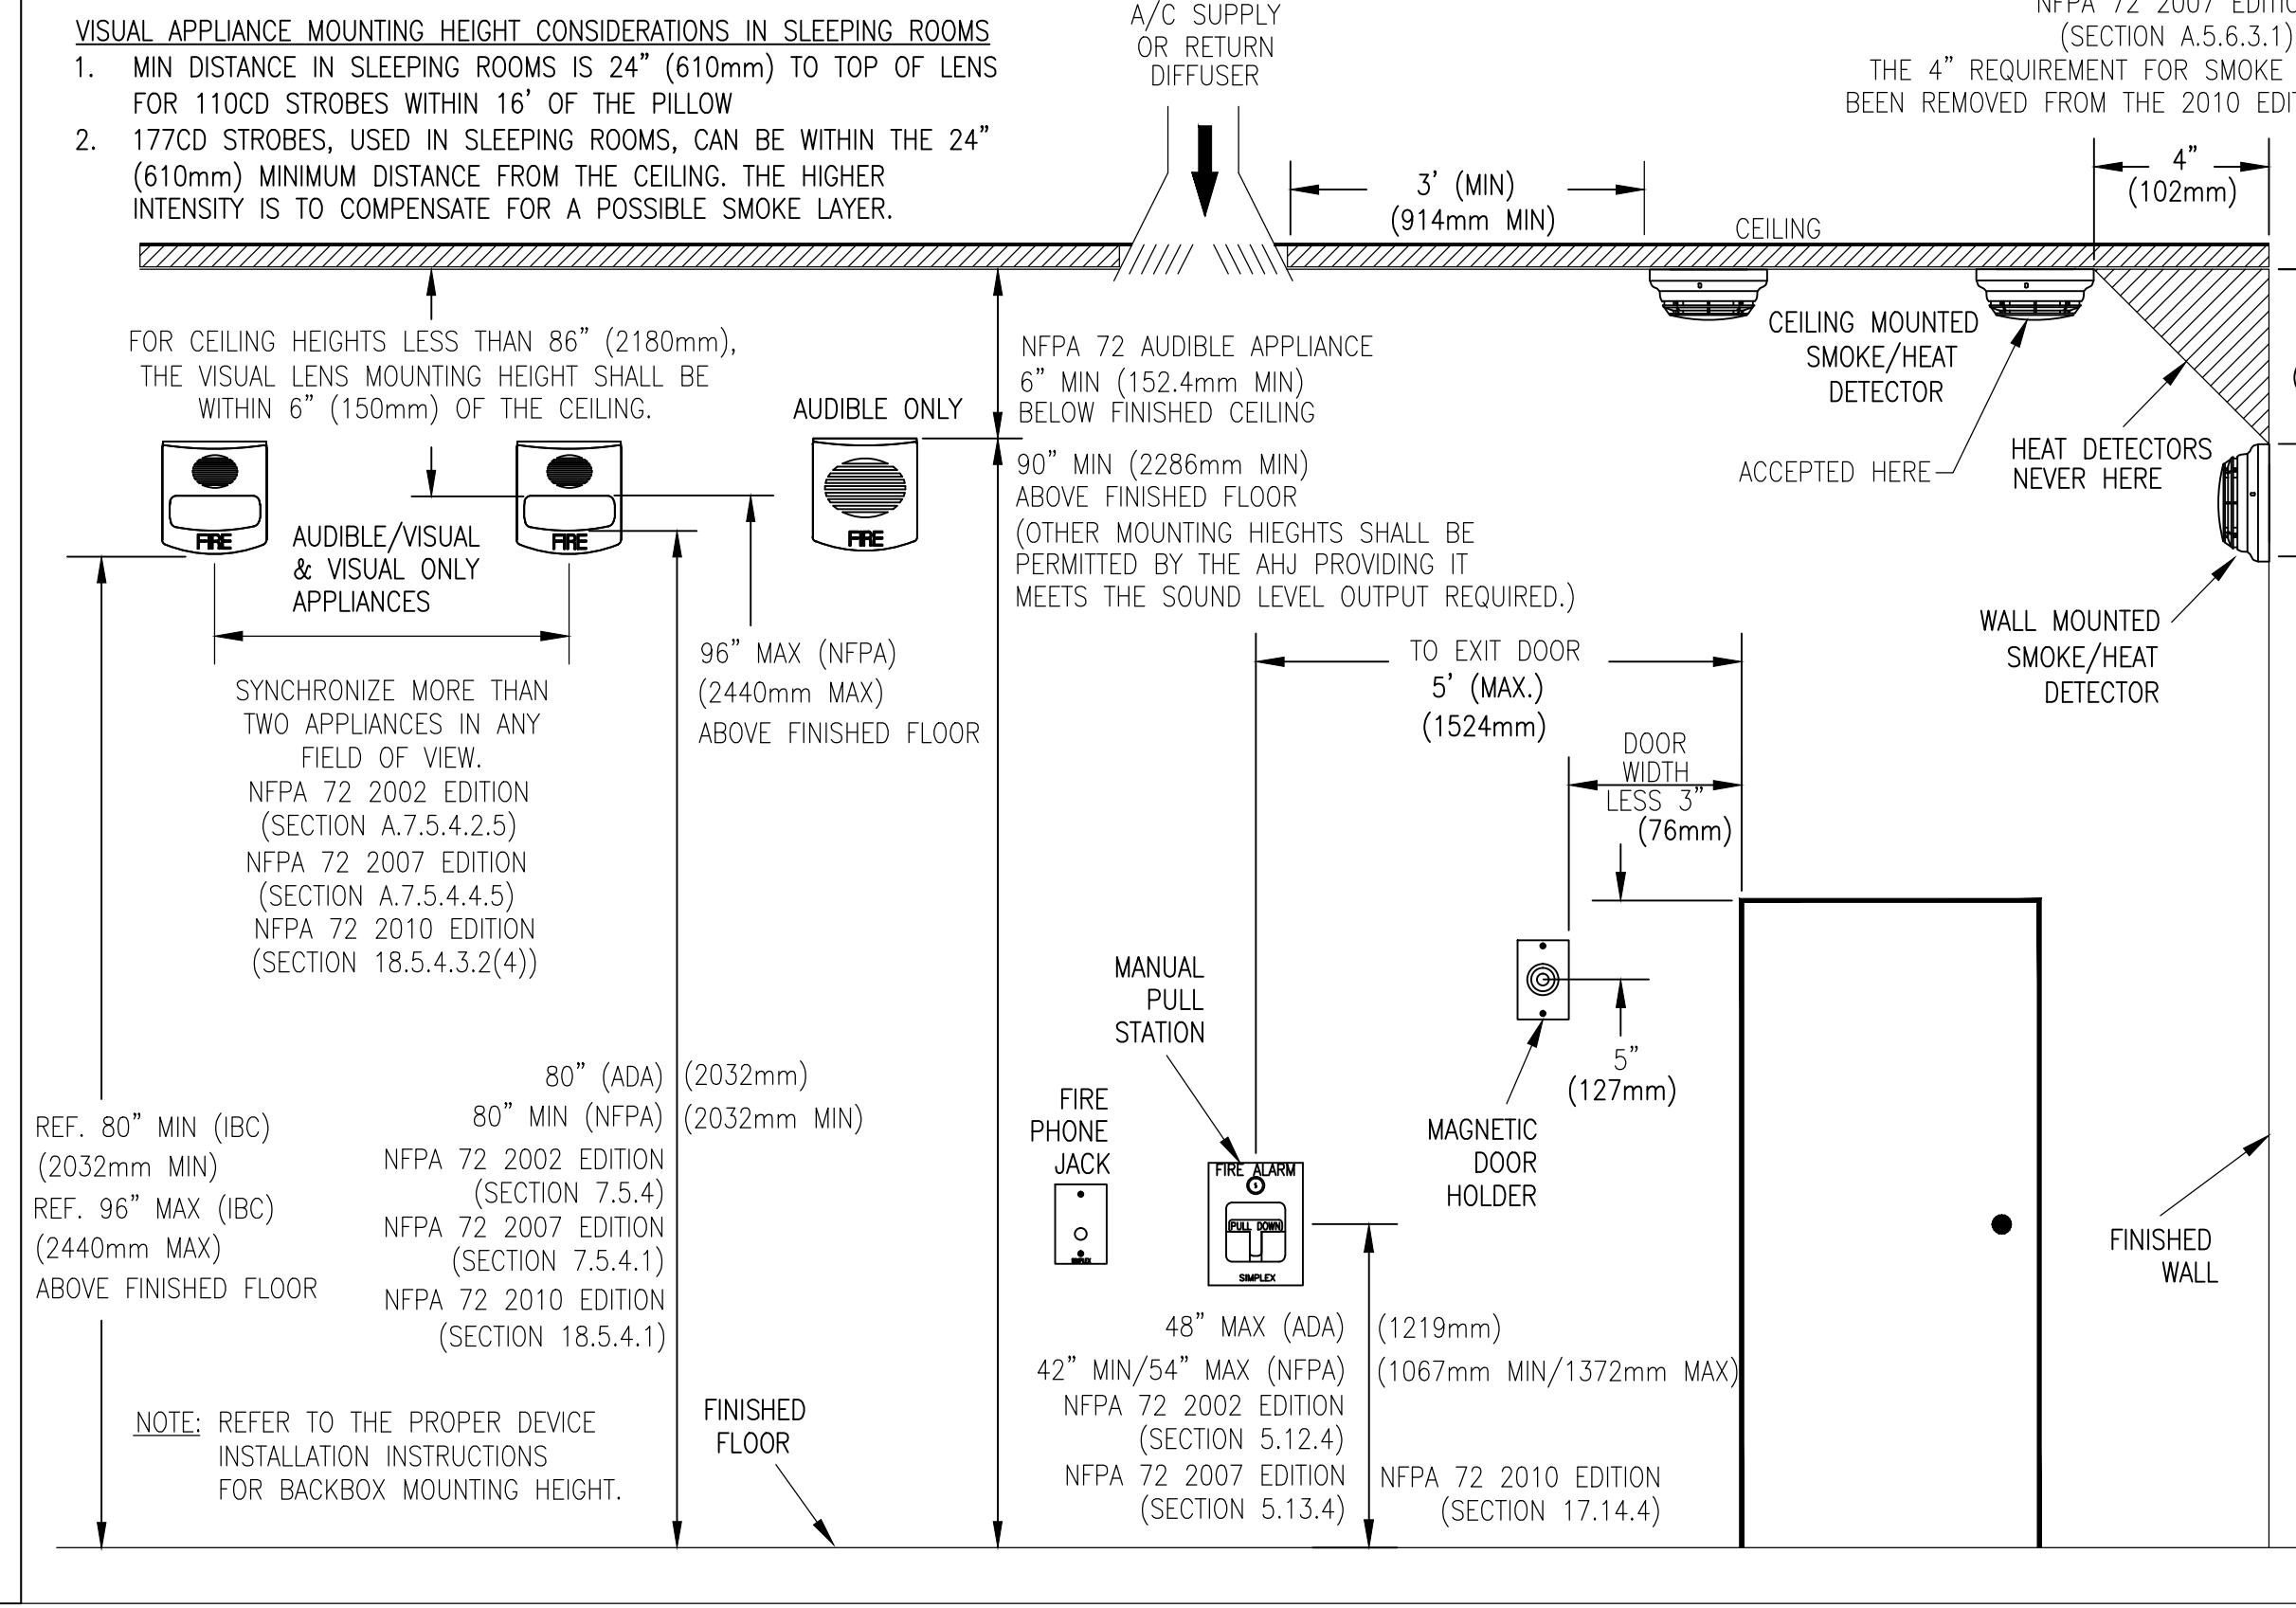 VISUAL APPLIANCE MOUNTING HEIGHT CONSIDERATIONS IN SLEEPING ROOMS
1. MIN DISTANCE IN SLEEPING ROOMS IS 24" (610mm) TO TOP OF LENS
FOR 110CD STROBES WITHIN 16' OF THE PILLOW
2. 177CD STROBES, USED IN SLEEPING ROOMS, CAN BE WITHIN THE 24"
(610mm) MINIMUM DISTANCE FROM THE CEILING. THE HIGHER
INTENSITY IS TO COMPENSATE FOR A POSSIBLE SMOKE LAYER.
A/C SUPPLY
OR RETURN
DIFFUSER
NFPA 72 2007
(SECTION A.5.6.3.1)
THE 4" REQUIREMENT FOR SMOKE
BEEN REMOVED FROM THE 2010
3' (MIN)
(914mm MIN)
4"
(102mm)
CEILING
FOR CEILING HEIGHTS LESS THAN 86" (2180mm),
THE VISUAL LENS MOUNTING HEIGHT SHALL BE
WITHIN 6" (150mm) OF THE CEILING.
AUDIBLE ONLY
FIRE
FIRE
FIRE
AUDIBLE/VISUAL
& VISUAL ONLY
APPLIANCES
NFPA 72 AUDIBLE APPLIANCE
6" MIN (152.4mm MIN)
BELOW FINISHED CEILING
90" MIN (2286mm MIN)
ABOVE FINISHED FLOOR
(OTHER MOUNTING HIEGHTS SHALL BE
PERMITTED BY THE AHJ PROVIDING IT
MEETS THE SOUND LEVEL OUTPUT REQUIRED.)
CEILING MOUNTED
SMOKE/HEAT
DETECTOR
ACCEPTED HERE
HEAT DETECTORS
NEVER HERE
WALL MOUNTED
SMOKE/HEAT
DETECTOR
SYNCHRONIZE MORE THAN
TWO APPLIANCES IN ANY
FIELD OF VIEW.
NFPA 72 2002 EDITION
(SECTION A.7.5.4.2.5)
NFPA 72 2007 EDITION
(SECTION A.7.5.4.4.5)
NFPA 72 2010 EDITION
(SECTION 18.5.4.3.2(4))
96" MAX (NFPA)
(2440mm MAX)
ABOVE FINISHED FLOOR
TO EXIT DOOR
5' (MAX.)
(1524mm)
DOOR
WIDTH
LESS 3"
(76mm)
MANUAL
PULL
STATION
5"
(127mm)
MAGNETIC
DOOR
HOLDER
FIRE
PHONE
JACK
SIMPLEX
FIRE ALARM
PULL DOWN
SIMPLEX
REF. 80" MIN (IBC)
(2032mm MIN)
REF. 96" MAX (IBC)
(2440mm MAX)
ABOVE FINISHED FLOOR
80" (ADA) (2032mm)
80" MIN (NFPA) (2032mm MIN)
NFPA 72 2002 EDITION
(SECTION 7.5.4)
NFPA 72 2007 EDITION
(SECTION 7.5.4.1)
NFPA 72 2010 EDITION
(SECTION 18.5.4.1)
48" MAX (ADA) (1219mm)
42" MIN/54" MAX (NFPA) (1067mm MIN/1372mm MAX)
NFPA 72 2002 EDITION
(SECTION 5.12.4)
NFPA 72 2007 EDITION
(SECTION 5.13.4)
NFPA 72 2010 EDITION
(SECTION 17.14.4)
FINISHED
WALL
NOTE: REFER TO THE PROPER DEVICE
INSTALLATION INSTRUCTIONS
FOR BACKBOX MOUNTING HEIGHT.
FINISHED
FLOOR